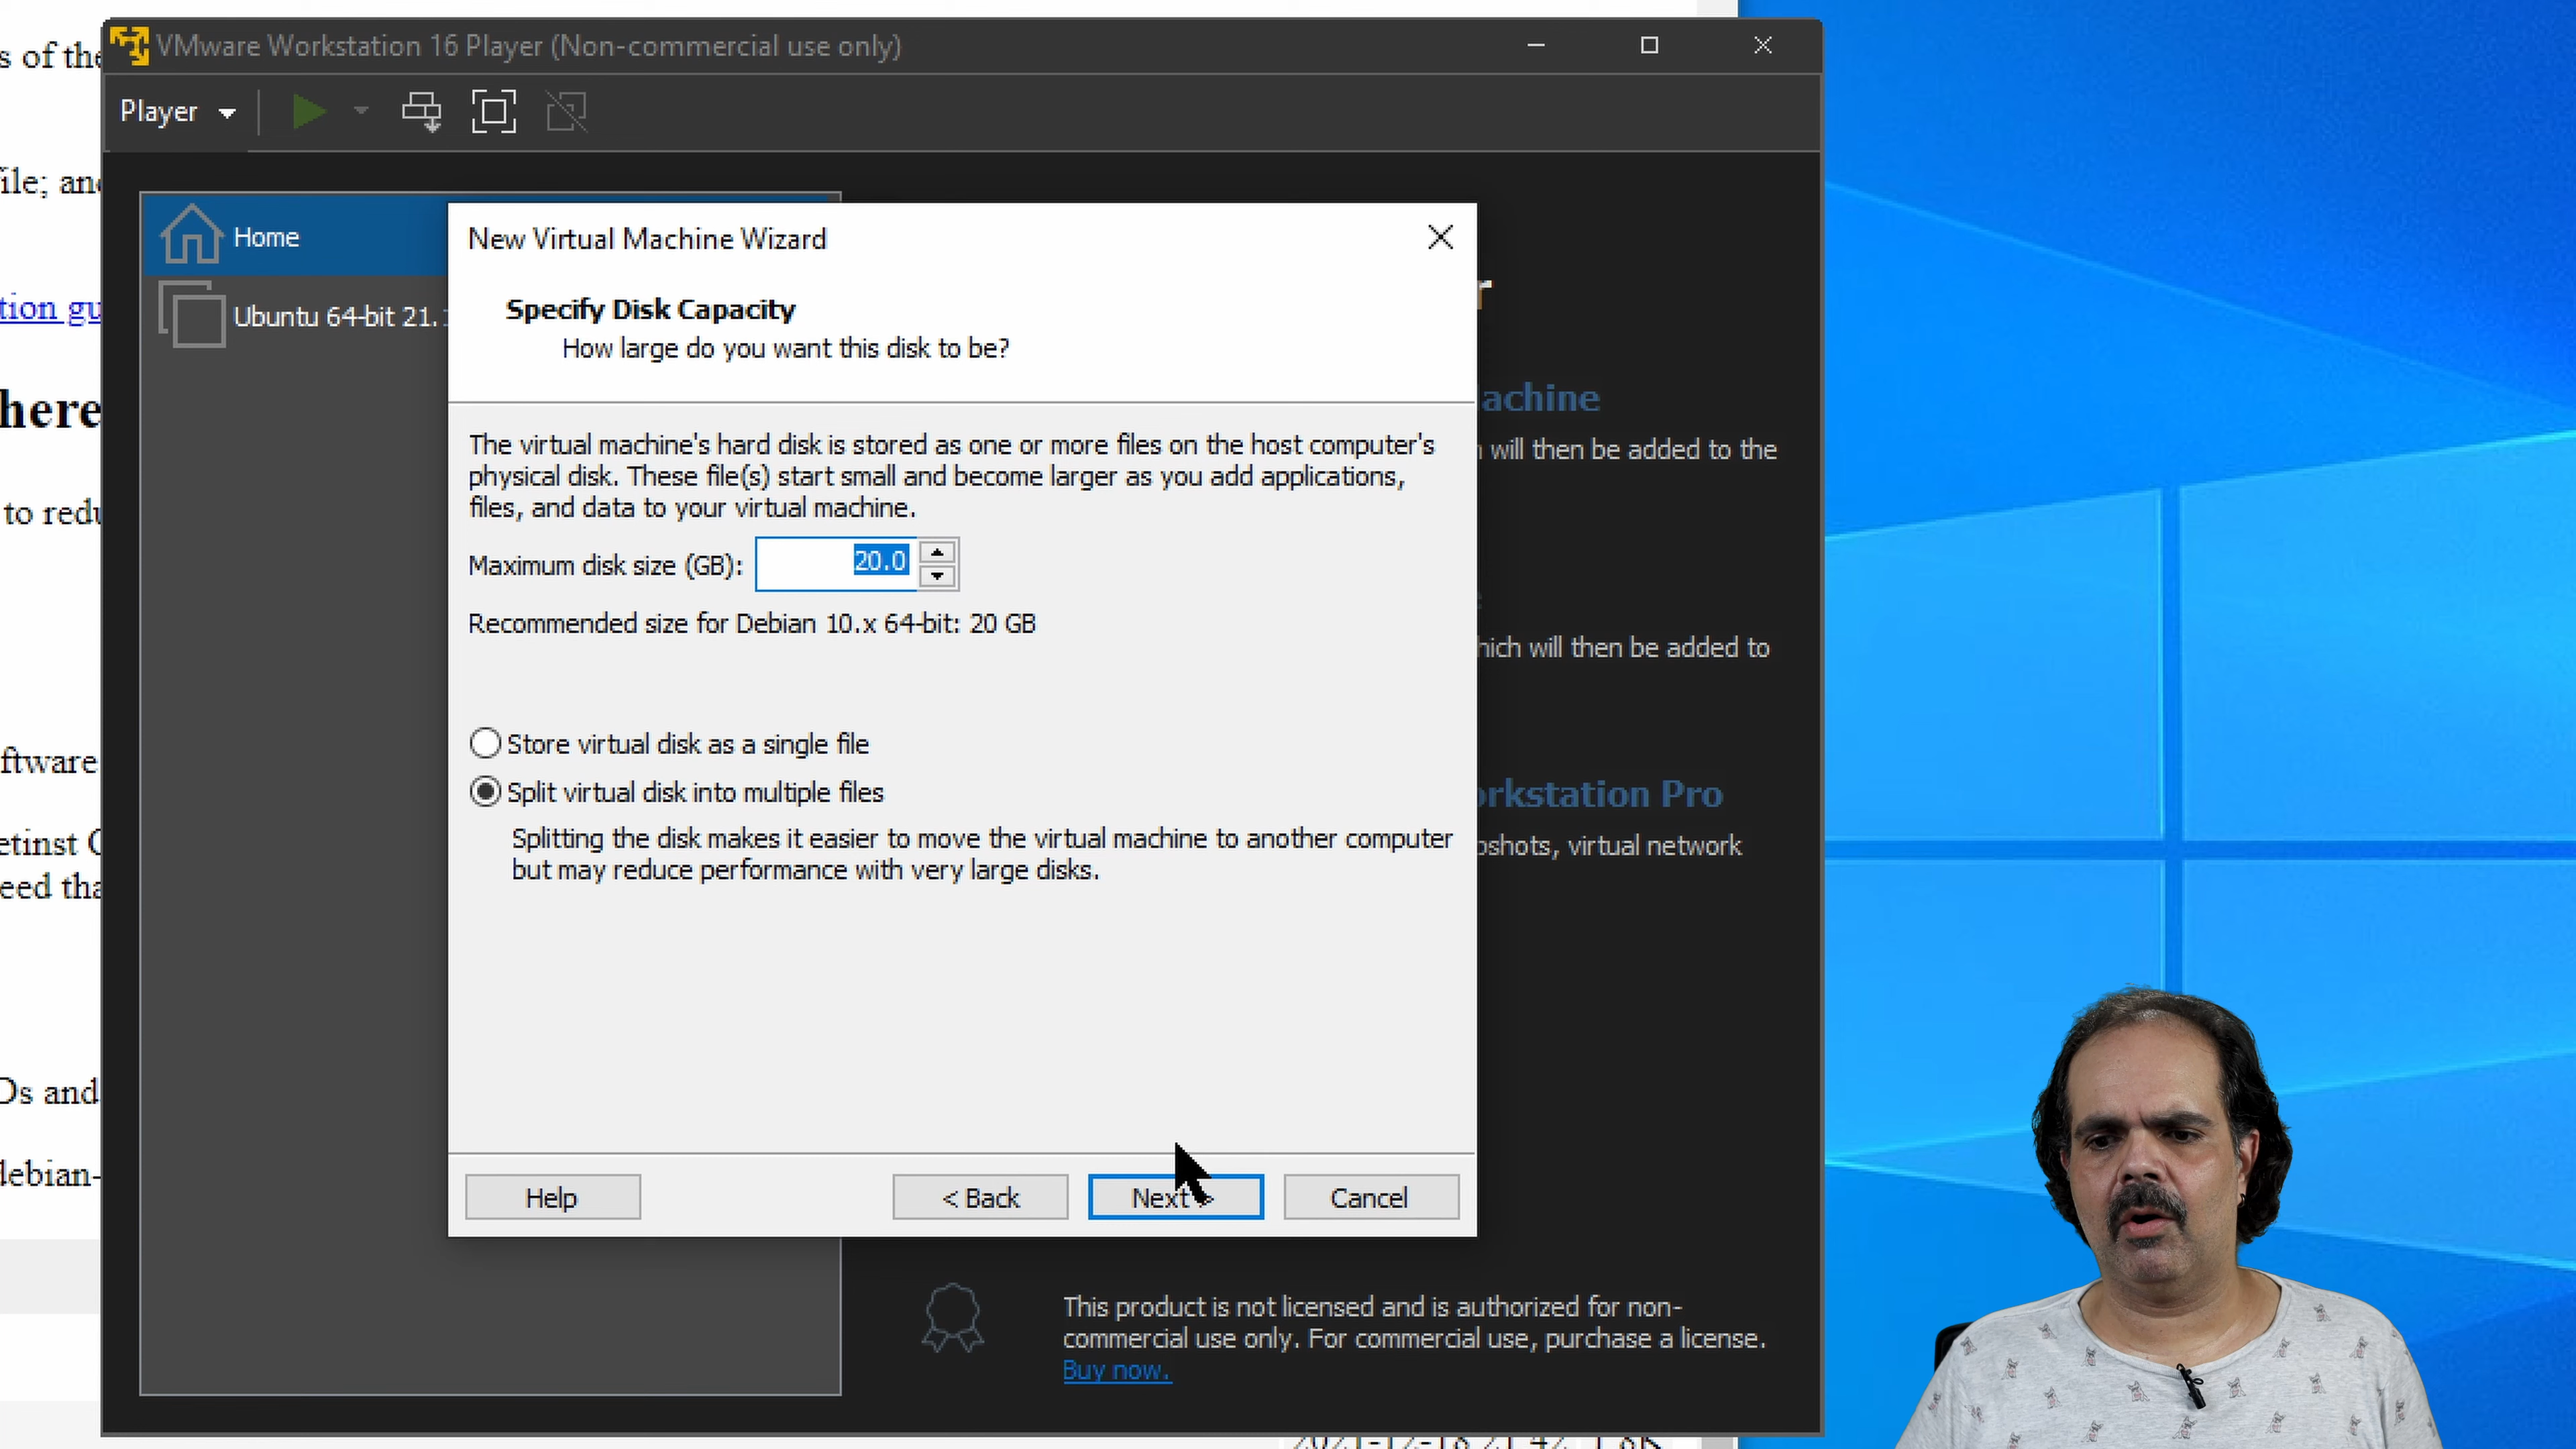 s of the
VMware Workstation 16 Player (Non-commercial use only)
Player
ile; and
Home
Ubuntu 64-bit 21.
tion gu
here
to redu
ftware
etinst
eed tha
Ds and
debian-
New Virtual Machine Wizard
Specify Disk Capacity
How large do you want this disk to be?
The virtual machine's hard disk is stored as one or more files on the host computer's
physical disk. These file(s) start small and become larger as you add applications,
files, and data to your virtual machine.
Maximum disk size (GB): 20.0
Recommended size for Debian 10.x 64-bit: 20 GB
Store virtual disk as a single file
Split virtual disk into multiple files
Splitting the disk makes it easier to move the virtual machine to another computer
but may reduce performance with very large disks.
Help
< Back
Next >
Cancel
r
achine
will then be added to the
hich will then be added to
orkstation Pro
pshots, virtual network
This product is not licensed and is authorized for non-
commercial use only. For commercial use, purchase a license.
Buy now.